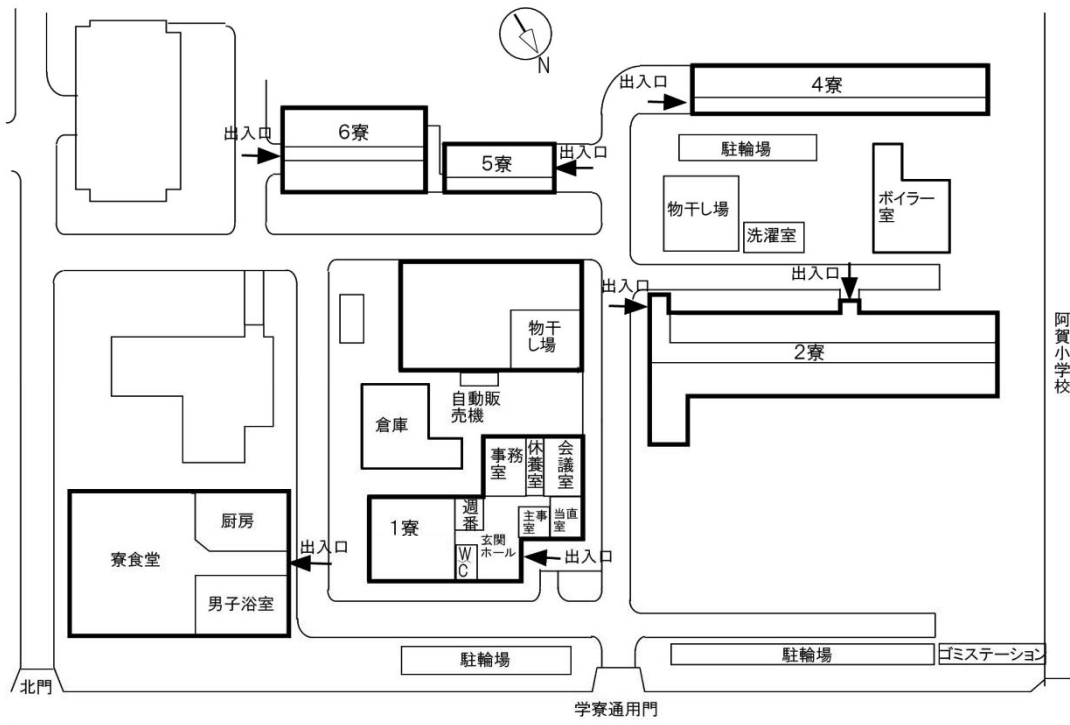 N
出入口
4寮
6寮
出入口
5寮
出入口
駐輪場
物干し場
洗濯室
ボイラー
室
出入口
出入口
物干
し場
2寮
阿賀小学校
自動販
売機
倉庫
事務
室
休養室
会議室
週番
主事
室
当直
室
1寮
玄関
ホール
W
C
出入口
厨房
出入口
寮食堂
男子浴室
駐輪場
駐輪場
ゴミステーション
北門
学寮通用門